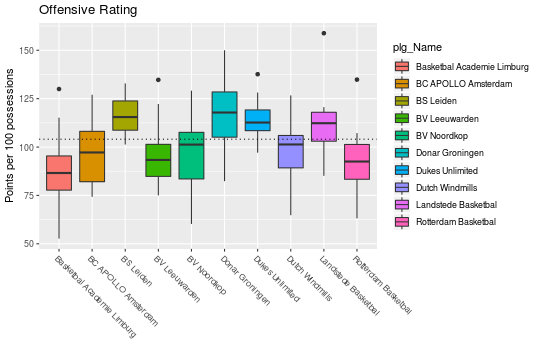 Offensive Rating
Points per 100 possessions
150
125
100
75
50
Basketbal Academie Limburg
BC APOLLO Amsterdam
BS Leiden
BV Leeuwarden
BV Noordkop
Donar Groningen
Dukes Unlimited
Dutch Windmills
Landstede Basketbal
Rotterdam Basketbal
plg_Name
Basketbal Academie Limburg
BC APOLLO Amsterdam
BS Leiden
BV Leeuwarden
BV Noordkop
Donar Groningen
Dukes Unlimited
Dutch Windmills
Landstede Basketbal
Rotterdam Basketbal